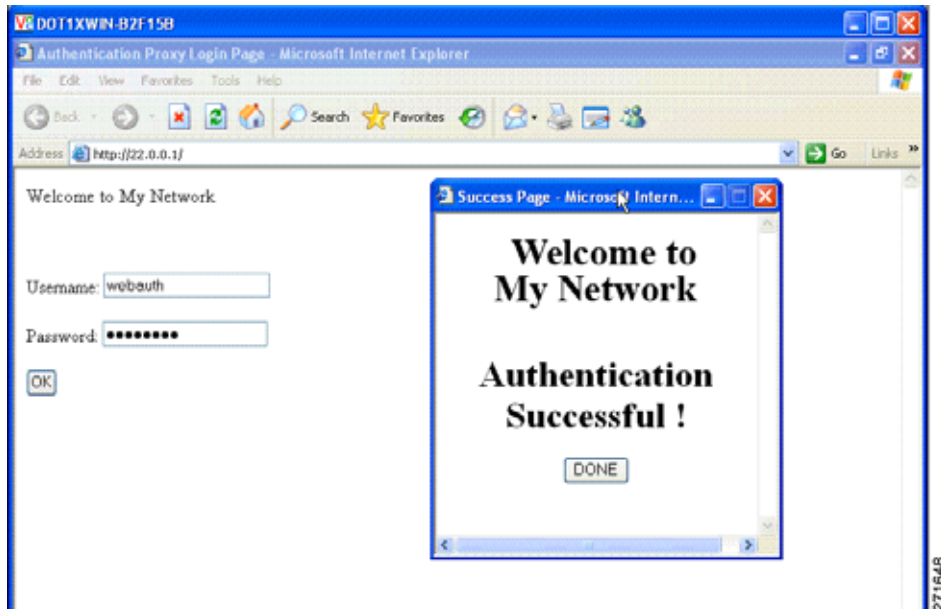 DOT1XWIN-B2F15B
Authentication Proxy Login Page - Microsoft Internet Explorer
File Edit View Favorites Tools Help
Back Search Favorites
Address http://22.0.0.1/ Go Links »
Welcome to My Network
Username: webauth
Password: ●●●●●●●●
OK
Success Page - Microsoft Intern...
Welcome to
My Network
Authentication
Successful !
DONE
271648